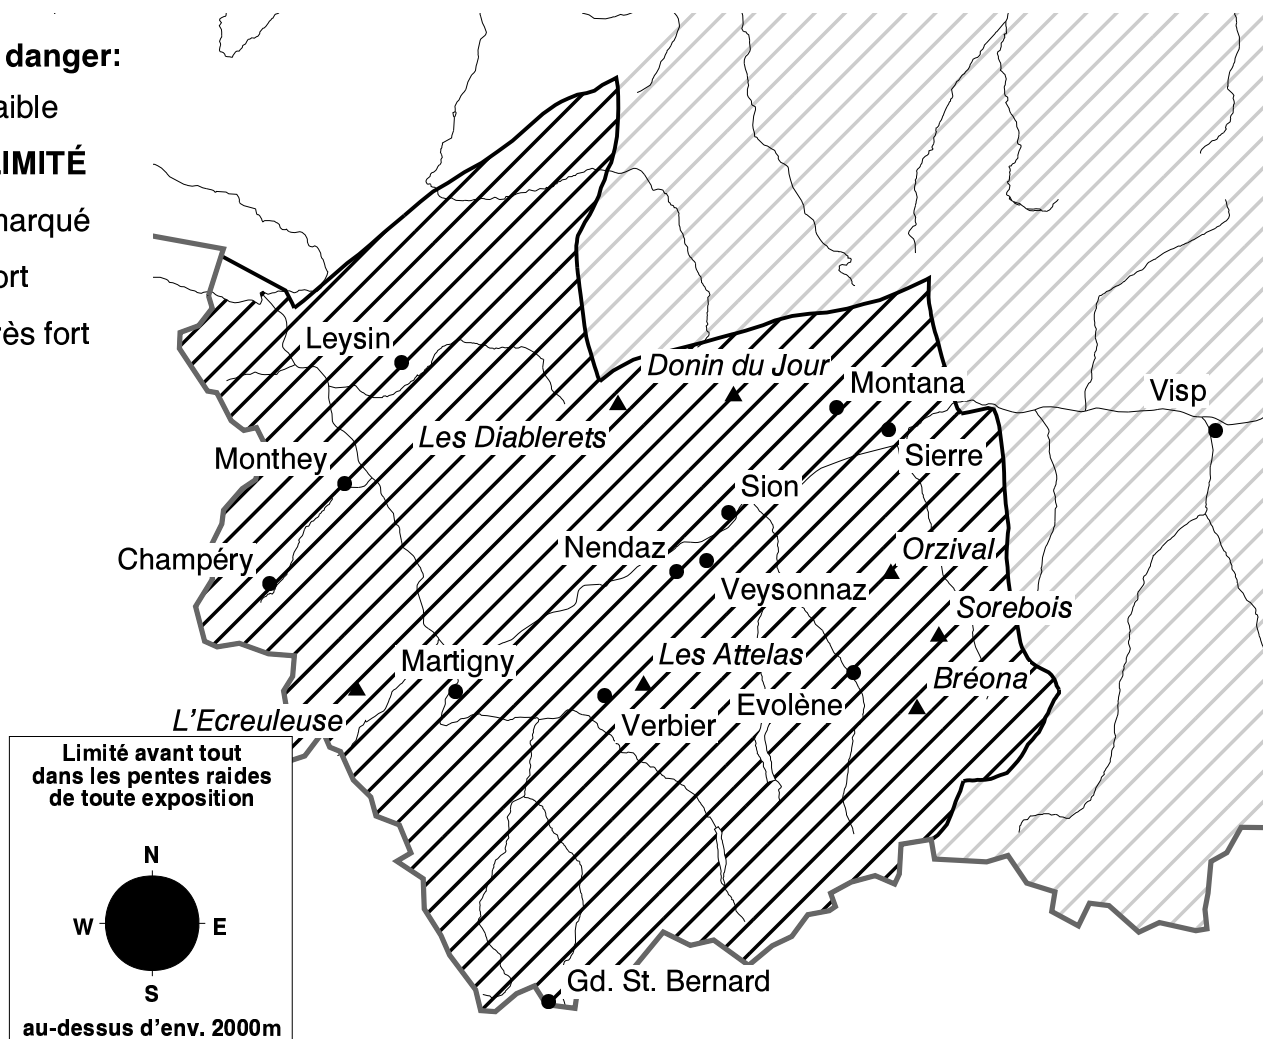 danger:
aible
LIMITÉ
narqué
ort
rès fort
Leysin
Donin du Jour
Montana
Visp
Les Diablerets
Sierre
Monthey
Sion
Nendaz
Orzival
Champéry
Veysonnaz
Sorebois
Martigny
Les Attelas
Bréona
L'Ecreuleuse
Evolène
Verbier
Limité avant tout
dans les pentes raides
de toute exposition
N
W E
S
au-dessus d'env. 2000m
Gd. St. Bernard